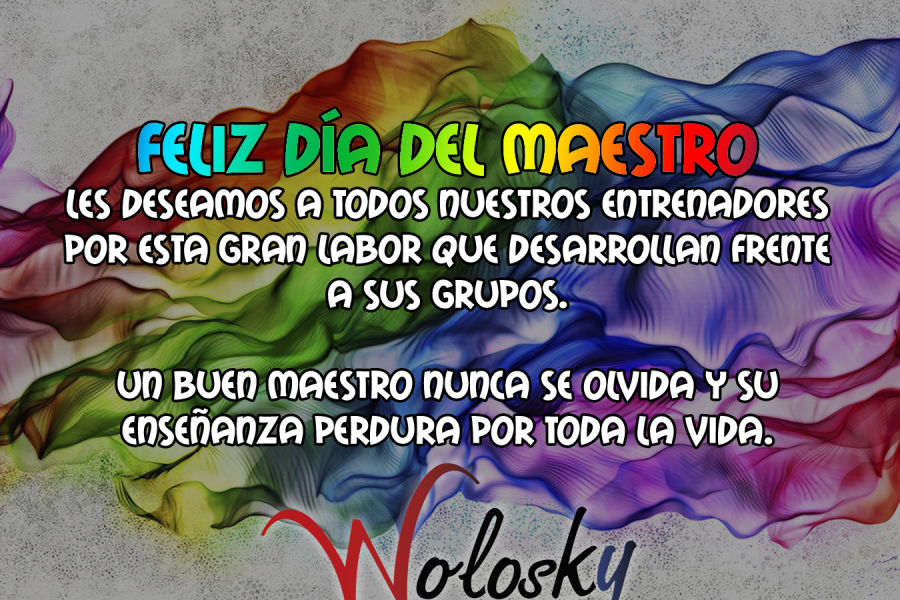 FELIZ DÍA DEL MAESTRO
LES DESEAMOS A TODOS NUESTROS ENTRENADORES
POR ESTA GRAN LABOR QUE DESARROLLAN FRENTE
A SUS GRUPOS.
UN BUEN MAESTRO NUNCA SE OLVIDA Y SU
ENSEÑANZA PERDURA POR TODA LA VIDA.
Wolosky